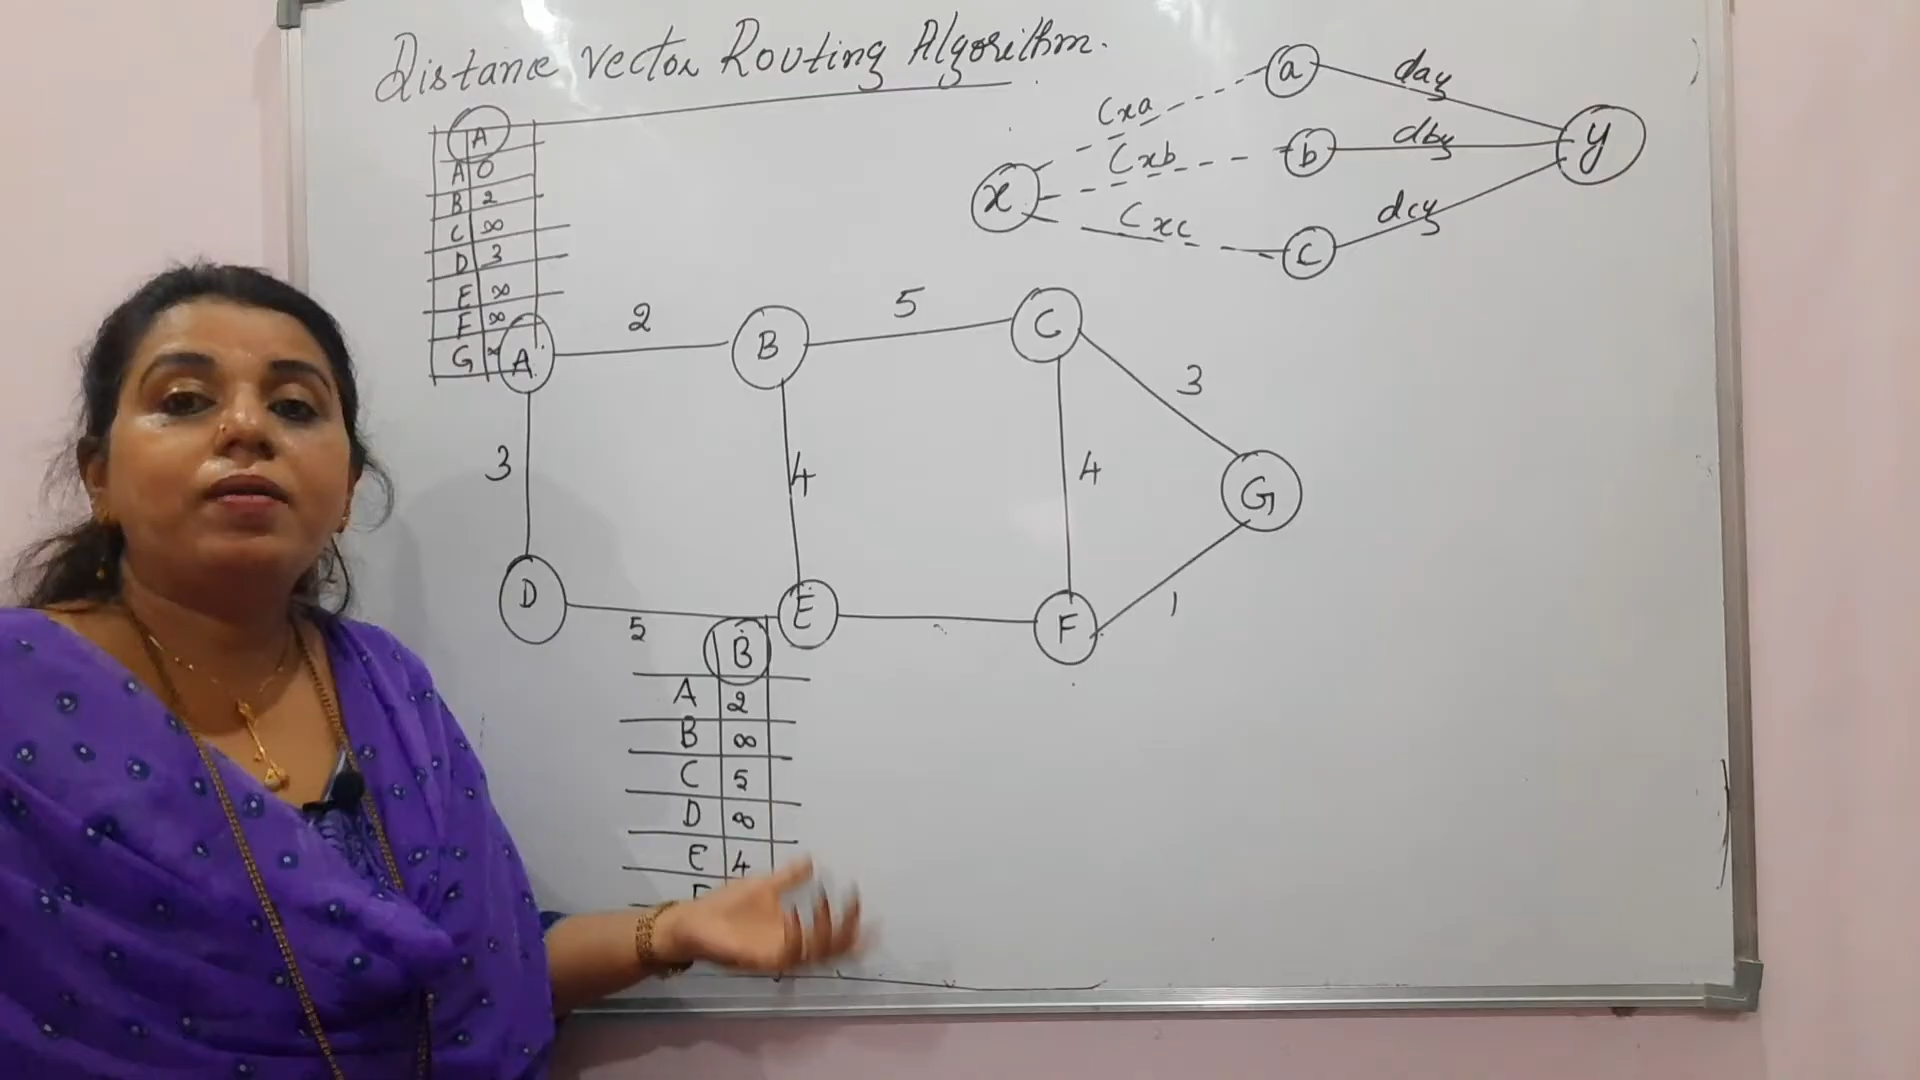 Distance Vector Routing Algorithm.
A
A 0
B 2
C ∞
D 3
E ∞
F ∞
G
a
day
Cxa
Cxb
b
dby
y
x
Cxc
c
dcy
A
2
B
5
C
3
3
4
4
G
D
5
E
F
1
B
A 2
B ∞
C 5
D ∞
E 4